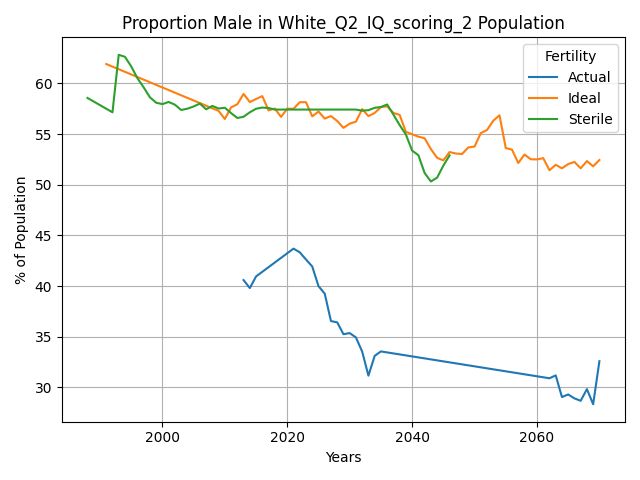 Proportion Male in White_Q2_IQ_scoring_2 Population
Fertility
Actual
Ideal
Sterile
% of Population
60
55
50
45
40
35
30
2000
2020
2040
2060
Years